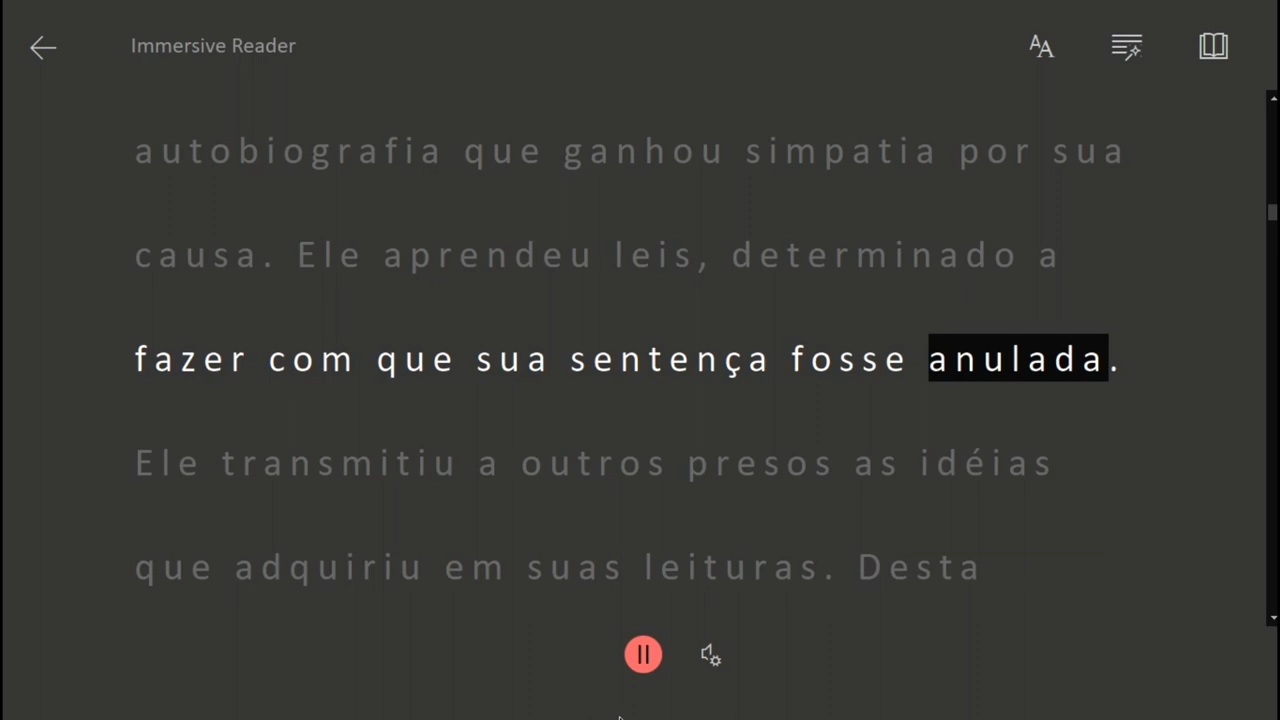 Immersive Reader
autobiografia que ganhou simpatia por sua
causa. Ele aprendeu leis, determinado a
fazer com que sua sentença fosse anulada.
Ele transmitiu a outros presos as idéias
que adquiriu em suas leituras. Desta